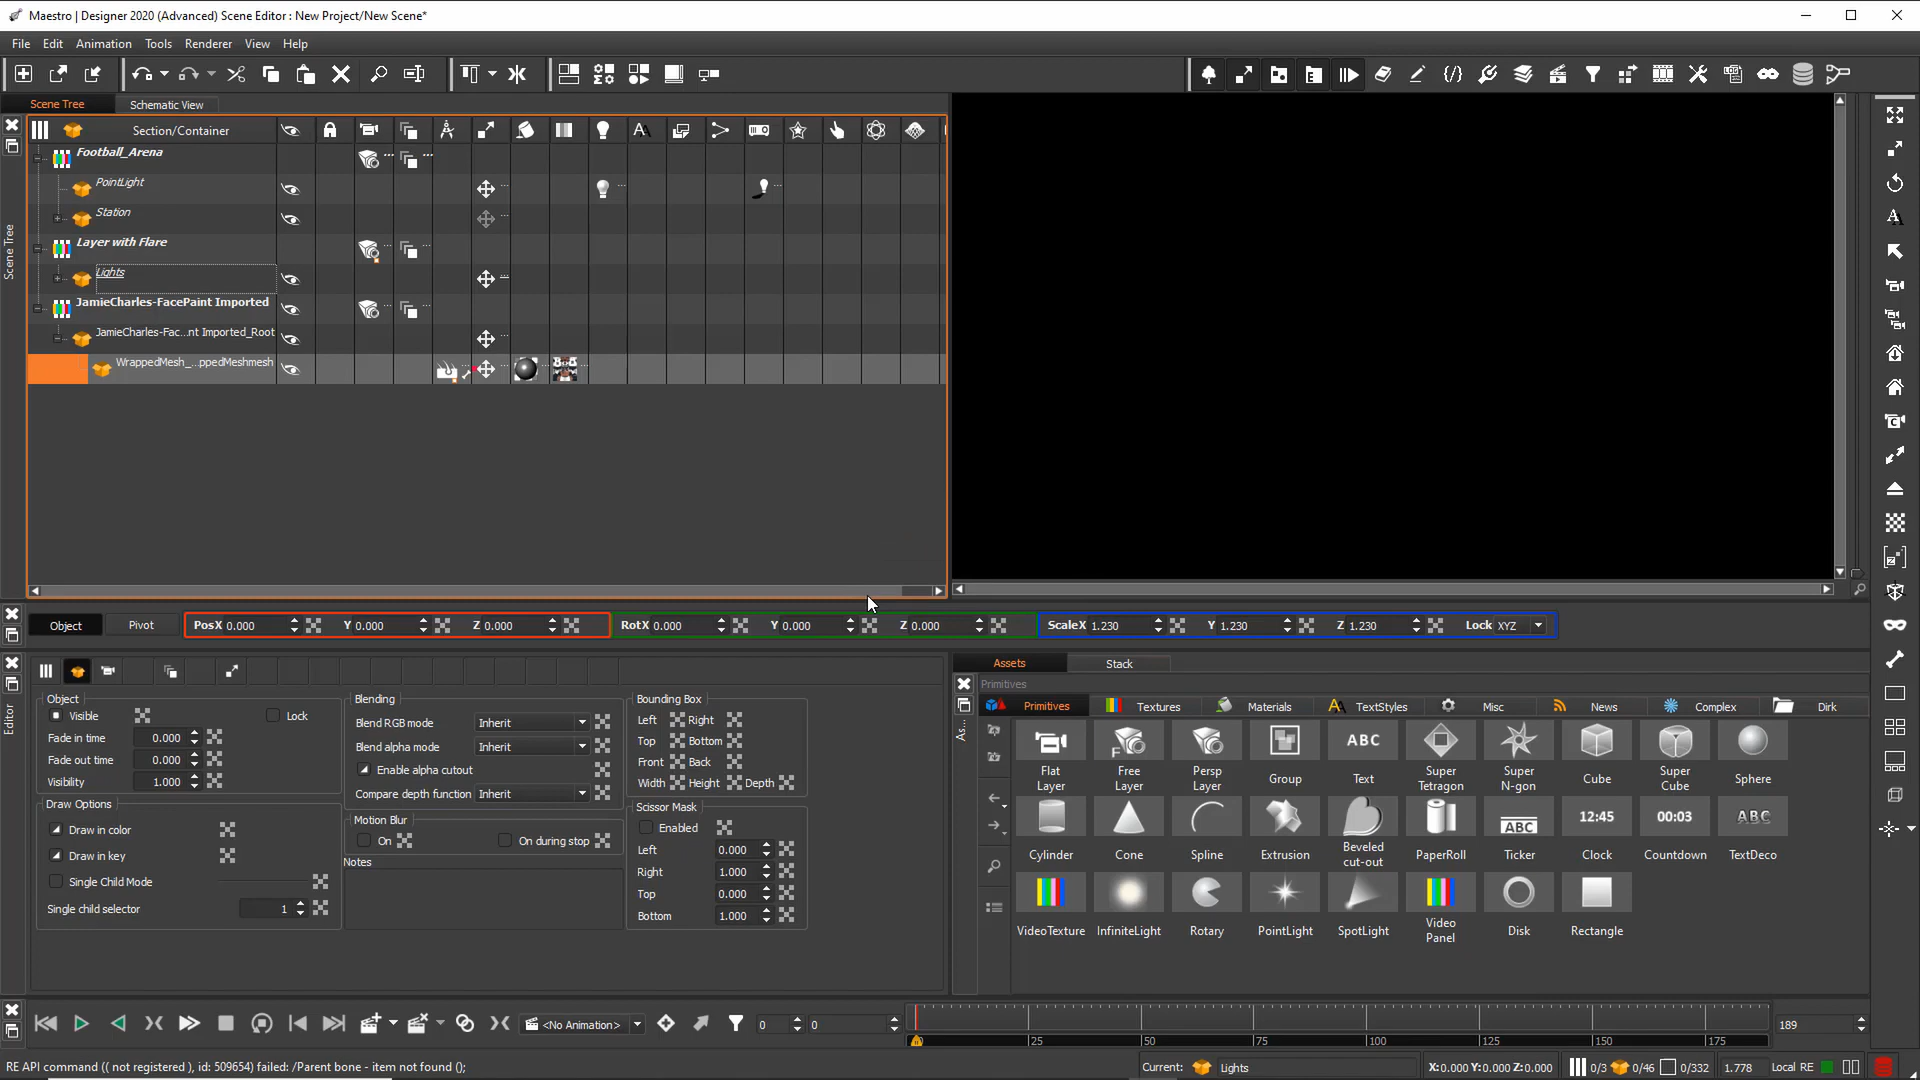 Maestro | Designer 2020 (Advanced) Scene Editor : New Project/New Scene*
File Edit Animation Tools Renderer View Help
Scene Tree Schematic View
Section/Container
Football_Arena
PointLight
Station
Layer with Flare
Lights
JamieCharles-FacePaint Imported
JamieCharles-Fac...nt Imported_Root
WrappedMesh_...ppedMeshmesh
Scene Tree
Object Pivot PosX 0.000 Y 0.000 Z 0.000 RotX 0.000 Y 0.000 Z 0.000 ScaleX 1.230 Y 1.230 Z 1.230 Lock XYZ
Editor
Object
Visible Lock
Fade in time 0.000
Fade out time 0.000
Visibility 1.000
Draw Options
Draw in color
Draw in key
Single Child Mode
Single child selector 1
Blending
Blend RGB mode Inherit
Blend alpha mode Inherit
Enable alpha cutout
Compare depth function Inherit
Motion Blur
On On during stop
Notes
Bounding Box
Left Right
Top Bottom
Front Back
Width Height Depth
Scissor Mask
Enabled
Left 0.000
Right 1.000
Top 0.000
Bottom 1.000
Assets Stack
As...
Primitives
Primitives Textures Materials TextStyles Misc News Complex Dirk
Flat Layer
Free Layer
Persp Layer
Group
ABC
Text
Super Tetragon
Super N-gon
Cube
Super Cube
Sphere
Cylinder
Cone
Spline
Extrusion
Beveled cut-out
PaperRoll
ABC
Ticker
12:45
Clock
00:03
Countdown
ABC
TextDeco
VideoTexture
InfiniteLight
Rotary
PointLight
SpotLight
Video Panel
Disk
Rectangle
<No Animation> 0 0 189
25 50 75 100 125 150 175
RE API command (( not registered ), id: 509654) failed: /Parent bone - item not found ();
Current: Lights X:0.000 Y:0.000 Z:0.000 0/3 0/46 0/332 1.778 Local RE